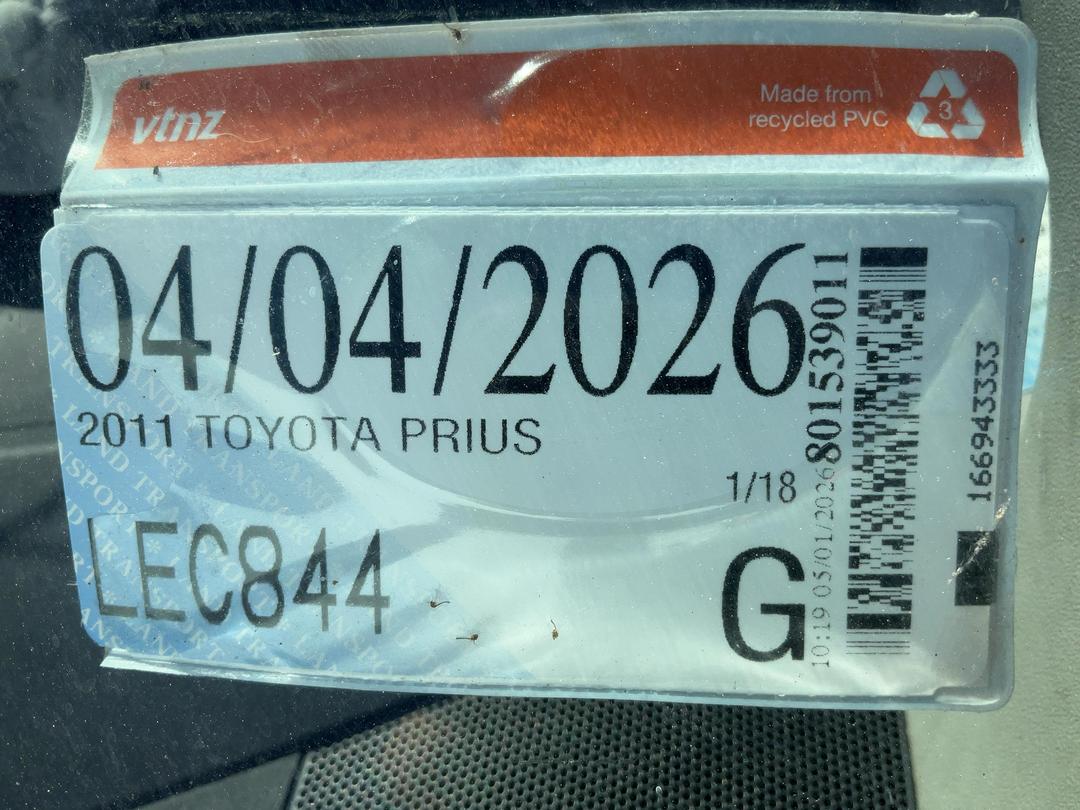 vtnz
Made from
recycled PVC
3
04/04/2026
2011 TOYOTA PRIUS
1/18
LEC844
G
10:19 05/01/2026
801539011
166943333